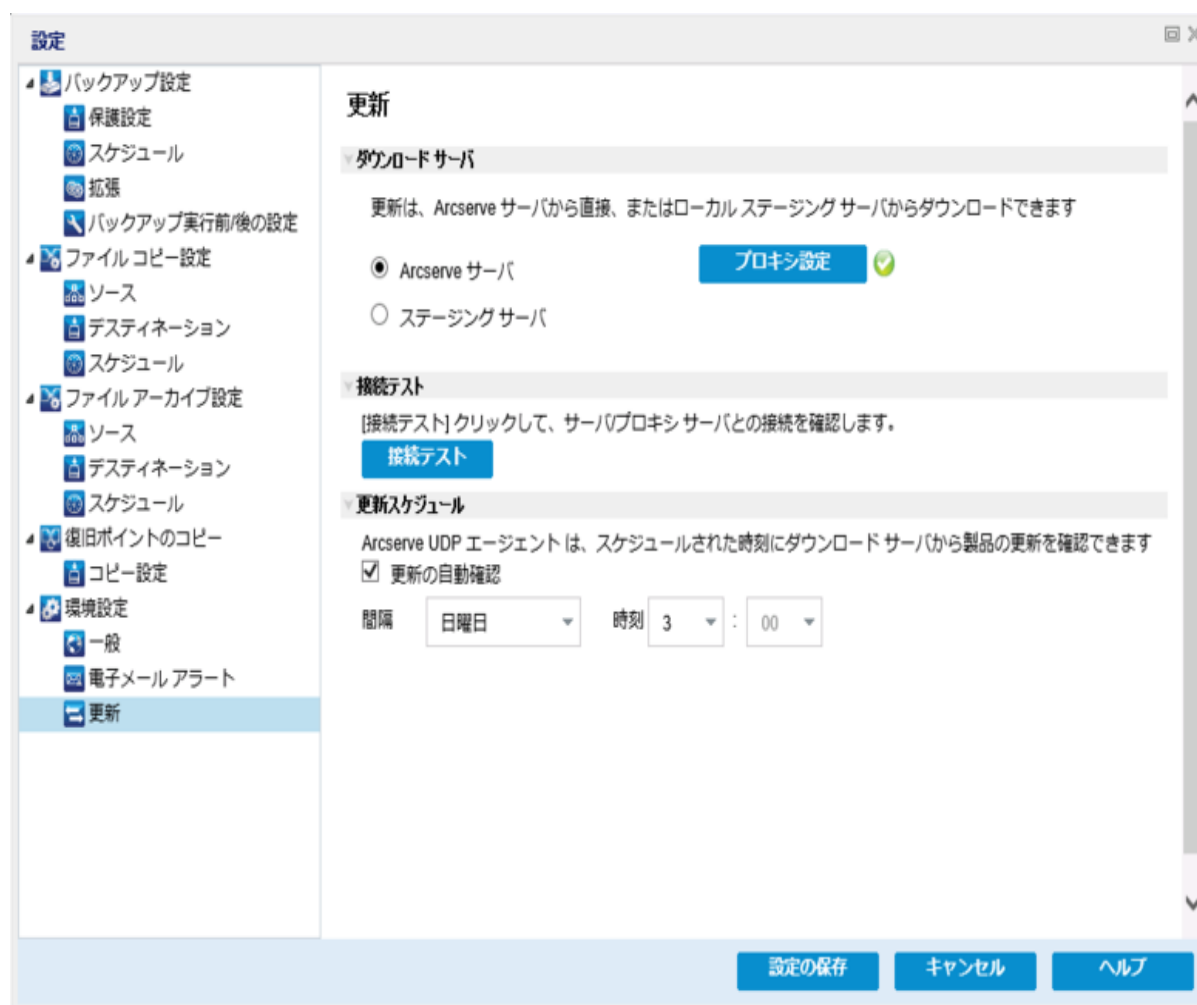 設定
バックアップ設定
保護設定
スケジュール
拡張
バックアップ実行前/後の設定
ファイル コピー設定
ソース
デスティネーション
スケジュール
ファイル アーカイブ設定
ソース
デスティネーション
スケジュール
復旧ポイントのコピー
コピー設定
環境設定
一般
電子メール アラート
更新
更新
ダウンロード サーバ
更新は、Arcserve サーバから直接、またはローカル ステージング サーバからダウンロードできます
Arcserve サーバ
プロキシ設定
ステージング サーバ
接続テスト
[接続テスト] クリックして、サーバ/プロキシ サーバとの接続を確認します。
接続テスト
更新スケジュール
Arcserve UDP エージェント は、スケジュールされた時刻にダウンロード サーバから製品の更新を確認できます
更新の自動確認
間隔 日曜日 時刻 3 : 00
設定の保存 キャンセル ヘルプ